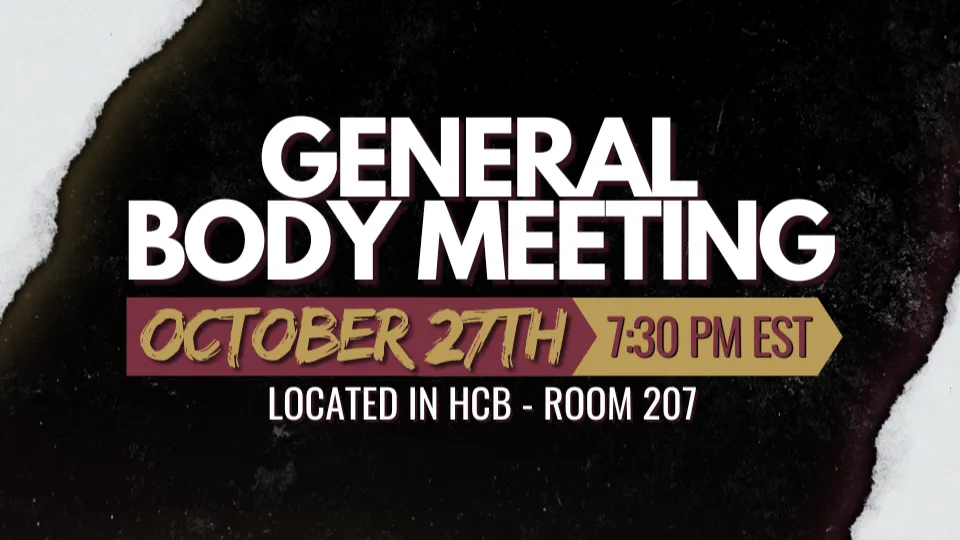 GENERAL
BODY MEETING
OCTOBER 27TH 7:30 PM EST
LOCATED IN HCB - ROOM 207